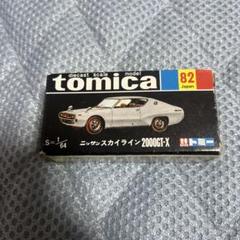 diecast scale model
tomica
82
Japan
S=1/64
ニッサンスカイライン2000GT-X